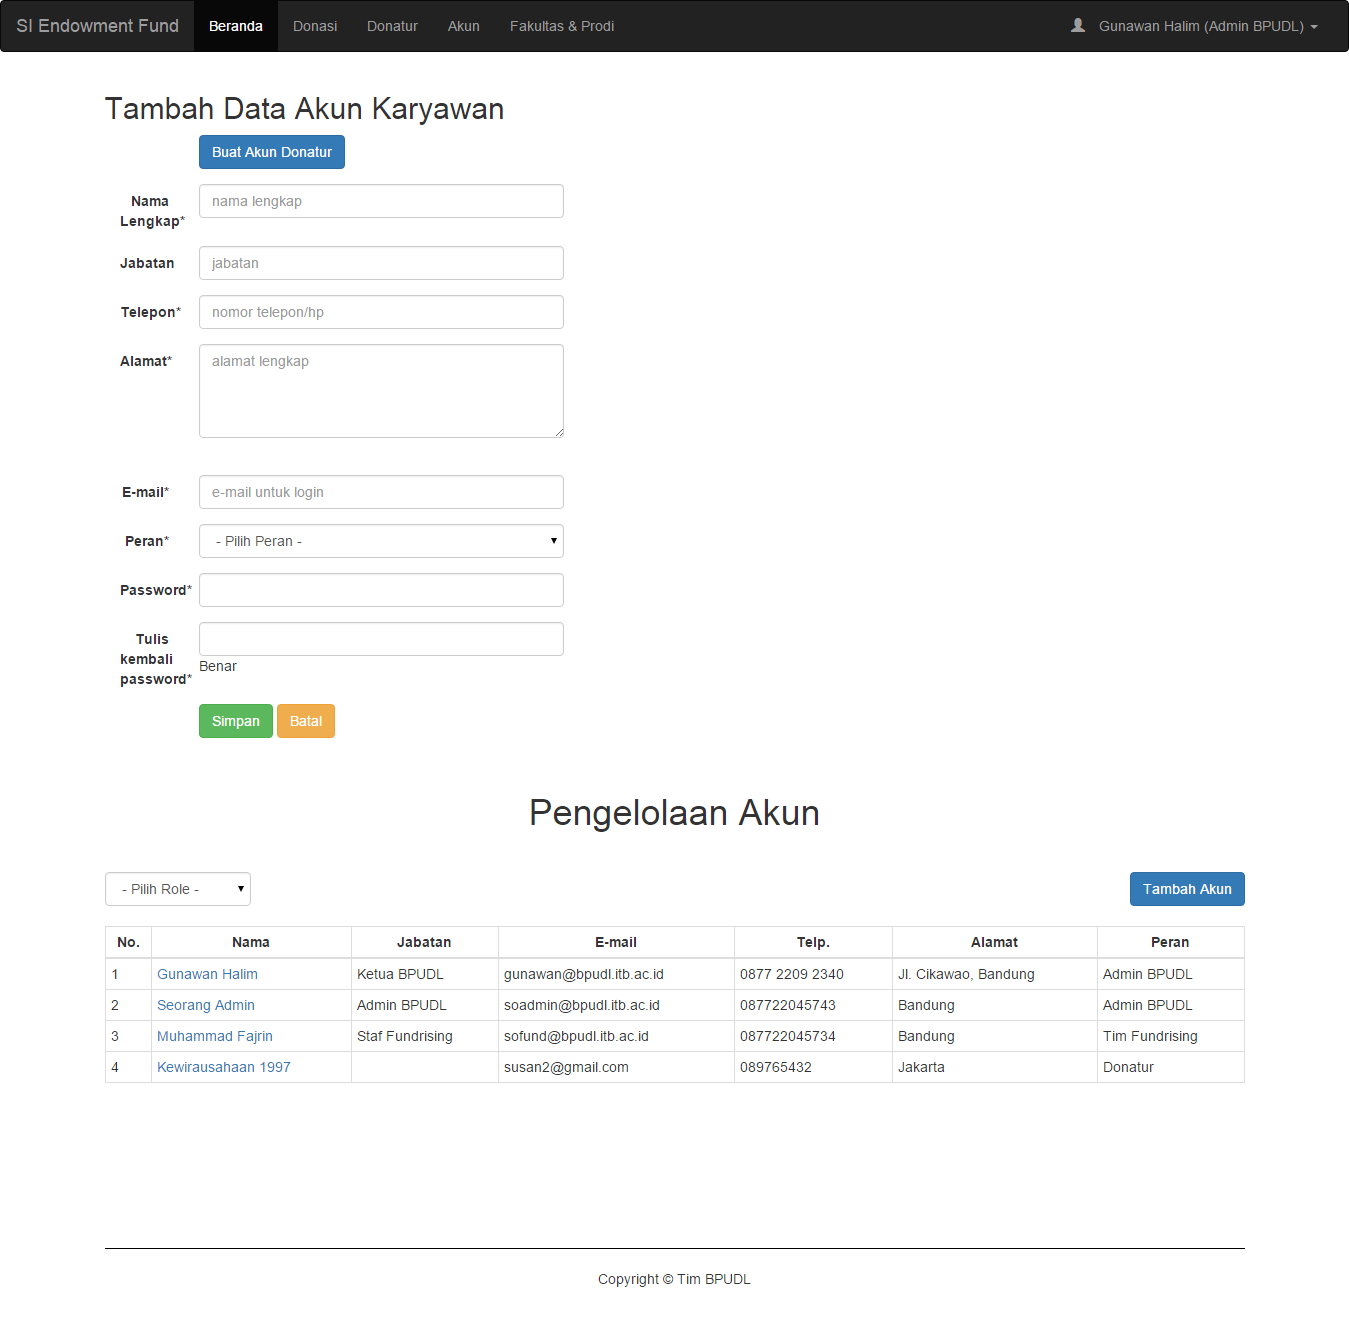 SI Endowment Fund Beranda Donasi Donatur Akun Fakultas & Prodi Gunawan Halim (Admin BPUDL)
Tambah Data Akun Karyawan
Buat Akun Donatur
Nama Lengkap* nama lengkap
Jabatan jabatan
Telepon* nomor telepon/hp
Alamat* alamat lengkap
E-mail* e-mail untuk login
Peran* - Pilih Peran -
Password*
Tulis kembali password*
Benar
Simpan Batal
Pengelolaan Akun
- Pilih Role - Tambah Akun
No. Nama Jabatan E-mail Telp. Alamat Peran
1 Gunawan Halim Ketua BPUDL gunawan@bpudl.itb.ac.id 0877 2209 2340 Jl. Cikawao, Bandung Admin BPUDL
2 Seorang Admin Admin BPUDL soadmin@bpudl.itb.ac.id 087722045743 Bandung Admin BPUDL
3 Muhammad Fajrin Staf Fundrising sofund@bpudl.itb.ac.id 087722045734 Bandung Tim Fundrising
4 Kewirausahaan 1997 susan2@gmail.com 089765432 Jakarta Donatur
Copyright © Tim BPUDL